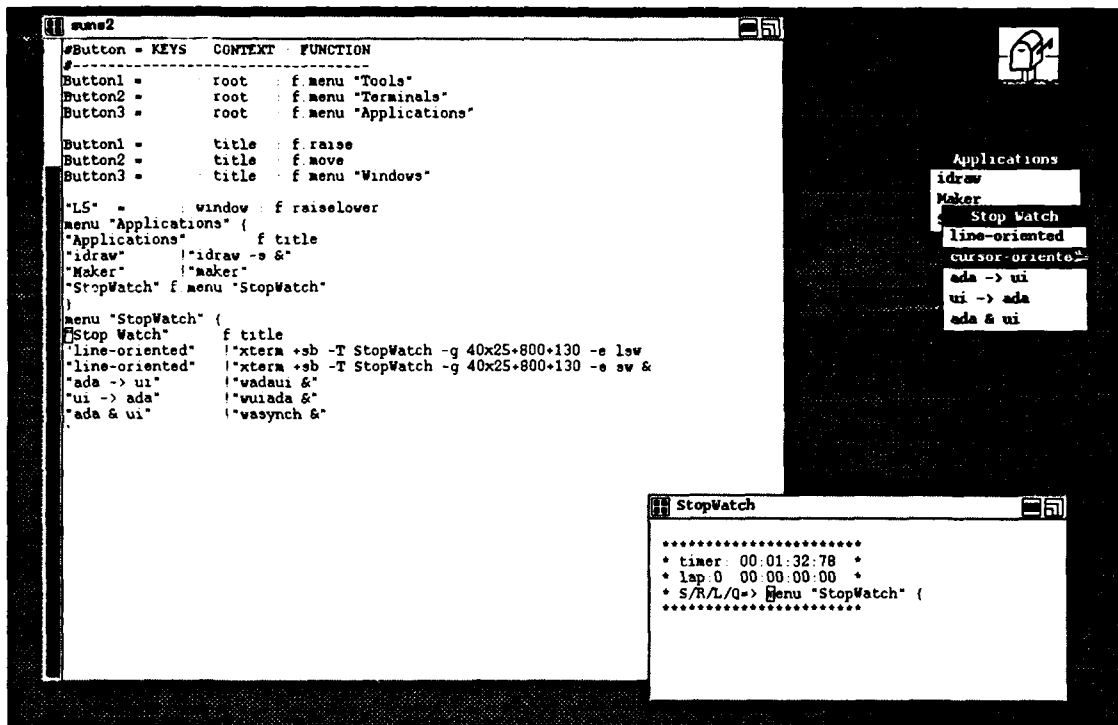 sums2
#Button = KEYS CONTEXT : FUNCTION
#-----------------------------------
Button1 = : root : f.menu "Tools"
Button2 = root : f.menu "Terminals"
Button3 = root : f.menu "Applications"
Button1 = title : f.raise
Button2 = title : f.move
Button3 = : title : f menu "Windows"
"L5" = : window : f raiselower
menu "Applications" {
"Applications" f title
"idraw" !"idraw -s &"
"Maker" !"maker"
"StopWatch" f.menu "StopWatch"
}
menu "StopWatch" {
"Stop Watch" f title
"line-oriented" !"xterm +sb -T StopWatch -g 40x25+800+130 -e lsw
"line-oriented" !"xterm +sb -T StopWatch -g 40x25+800+130 -e sw &
"ada -> ui" !"wadaui &"
"ui -> ada" !"wuiada &"
"ada & ui" !"wasynch &"
Applications
idraw
Maker
Stop Watch
line-oriented
cursor-oriente
ada -> ui
ui -> ada
ada & ui
StopWatch
***********************
* timer: 00:01:32:78 *
* lap:0 00:00:00:00 *
* S/R/L/Q=> menu "StopWatch" {
***********************